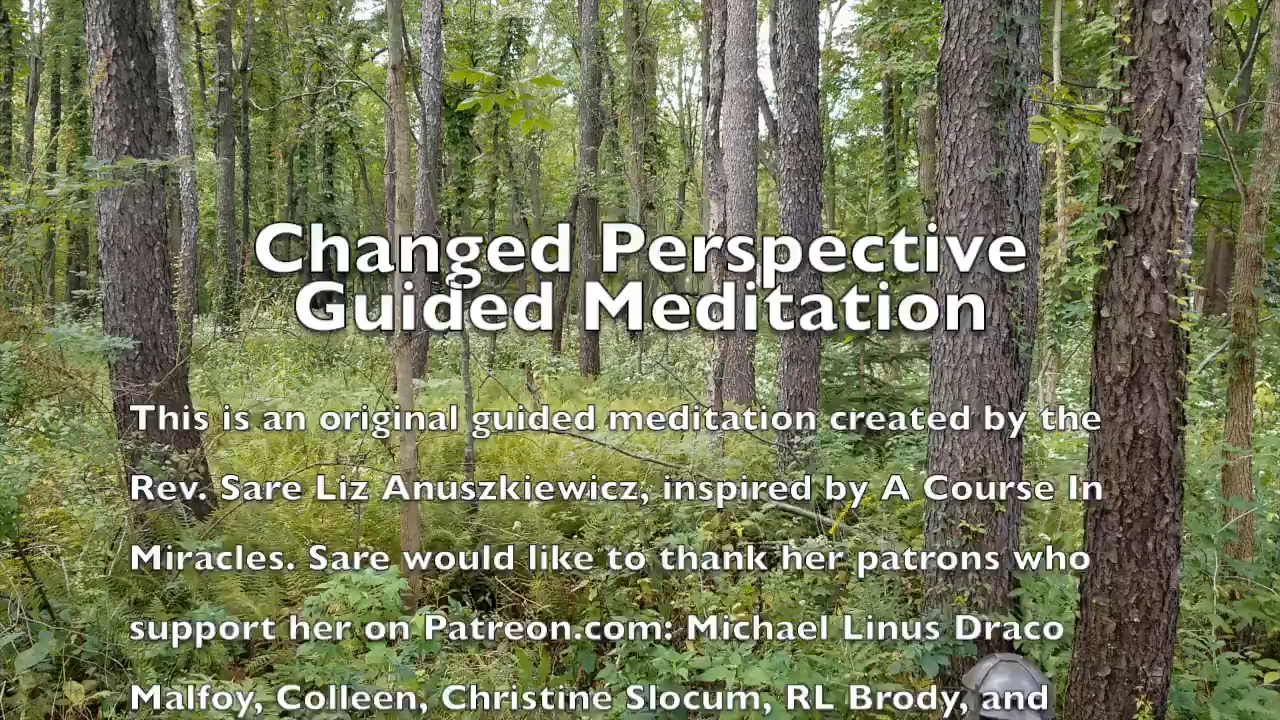 Changed Perspective
Guided Meditation
This is an original guided meditation created by the
Rev. Sare Liz Anuszkiewicz, inspired by A Course In
Miracles. Sare would like to thank her patrons who
support her on Patreon.com: Michael Linus Draco
Malfoy, Colleen, Christine Slocum, RL Brody, and